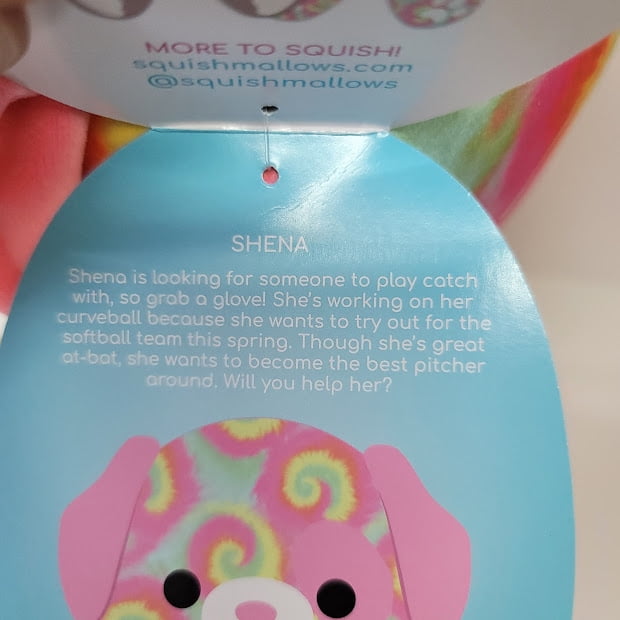 MORE TO SQUISH!
squishmallows.com
@squishmallows
SHENA
Shena is looking for someone to play catch
with, so grab a glove! She's working on her
curveball because she wants to try out for the
softball team this spring. Though she's great
at-bat, she wants to become the best pitcher
around. Will you help her?